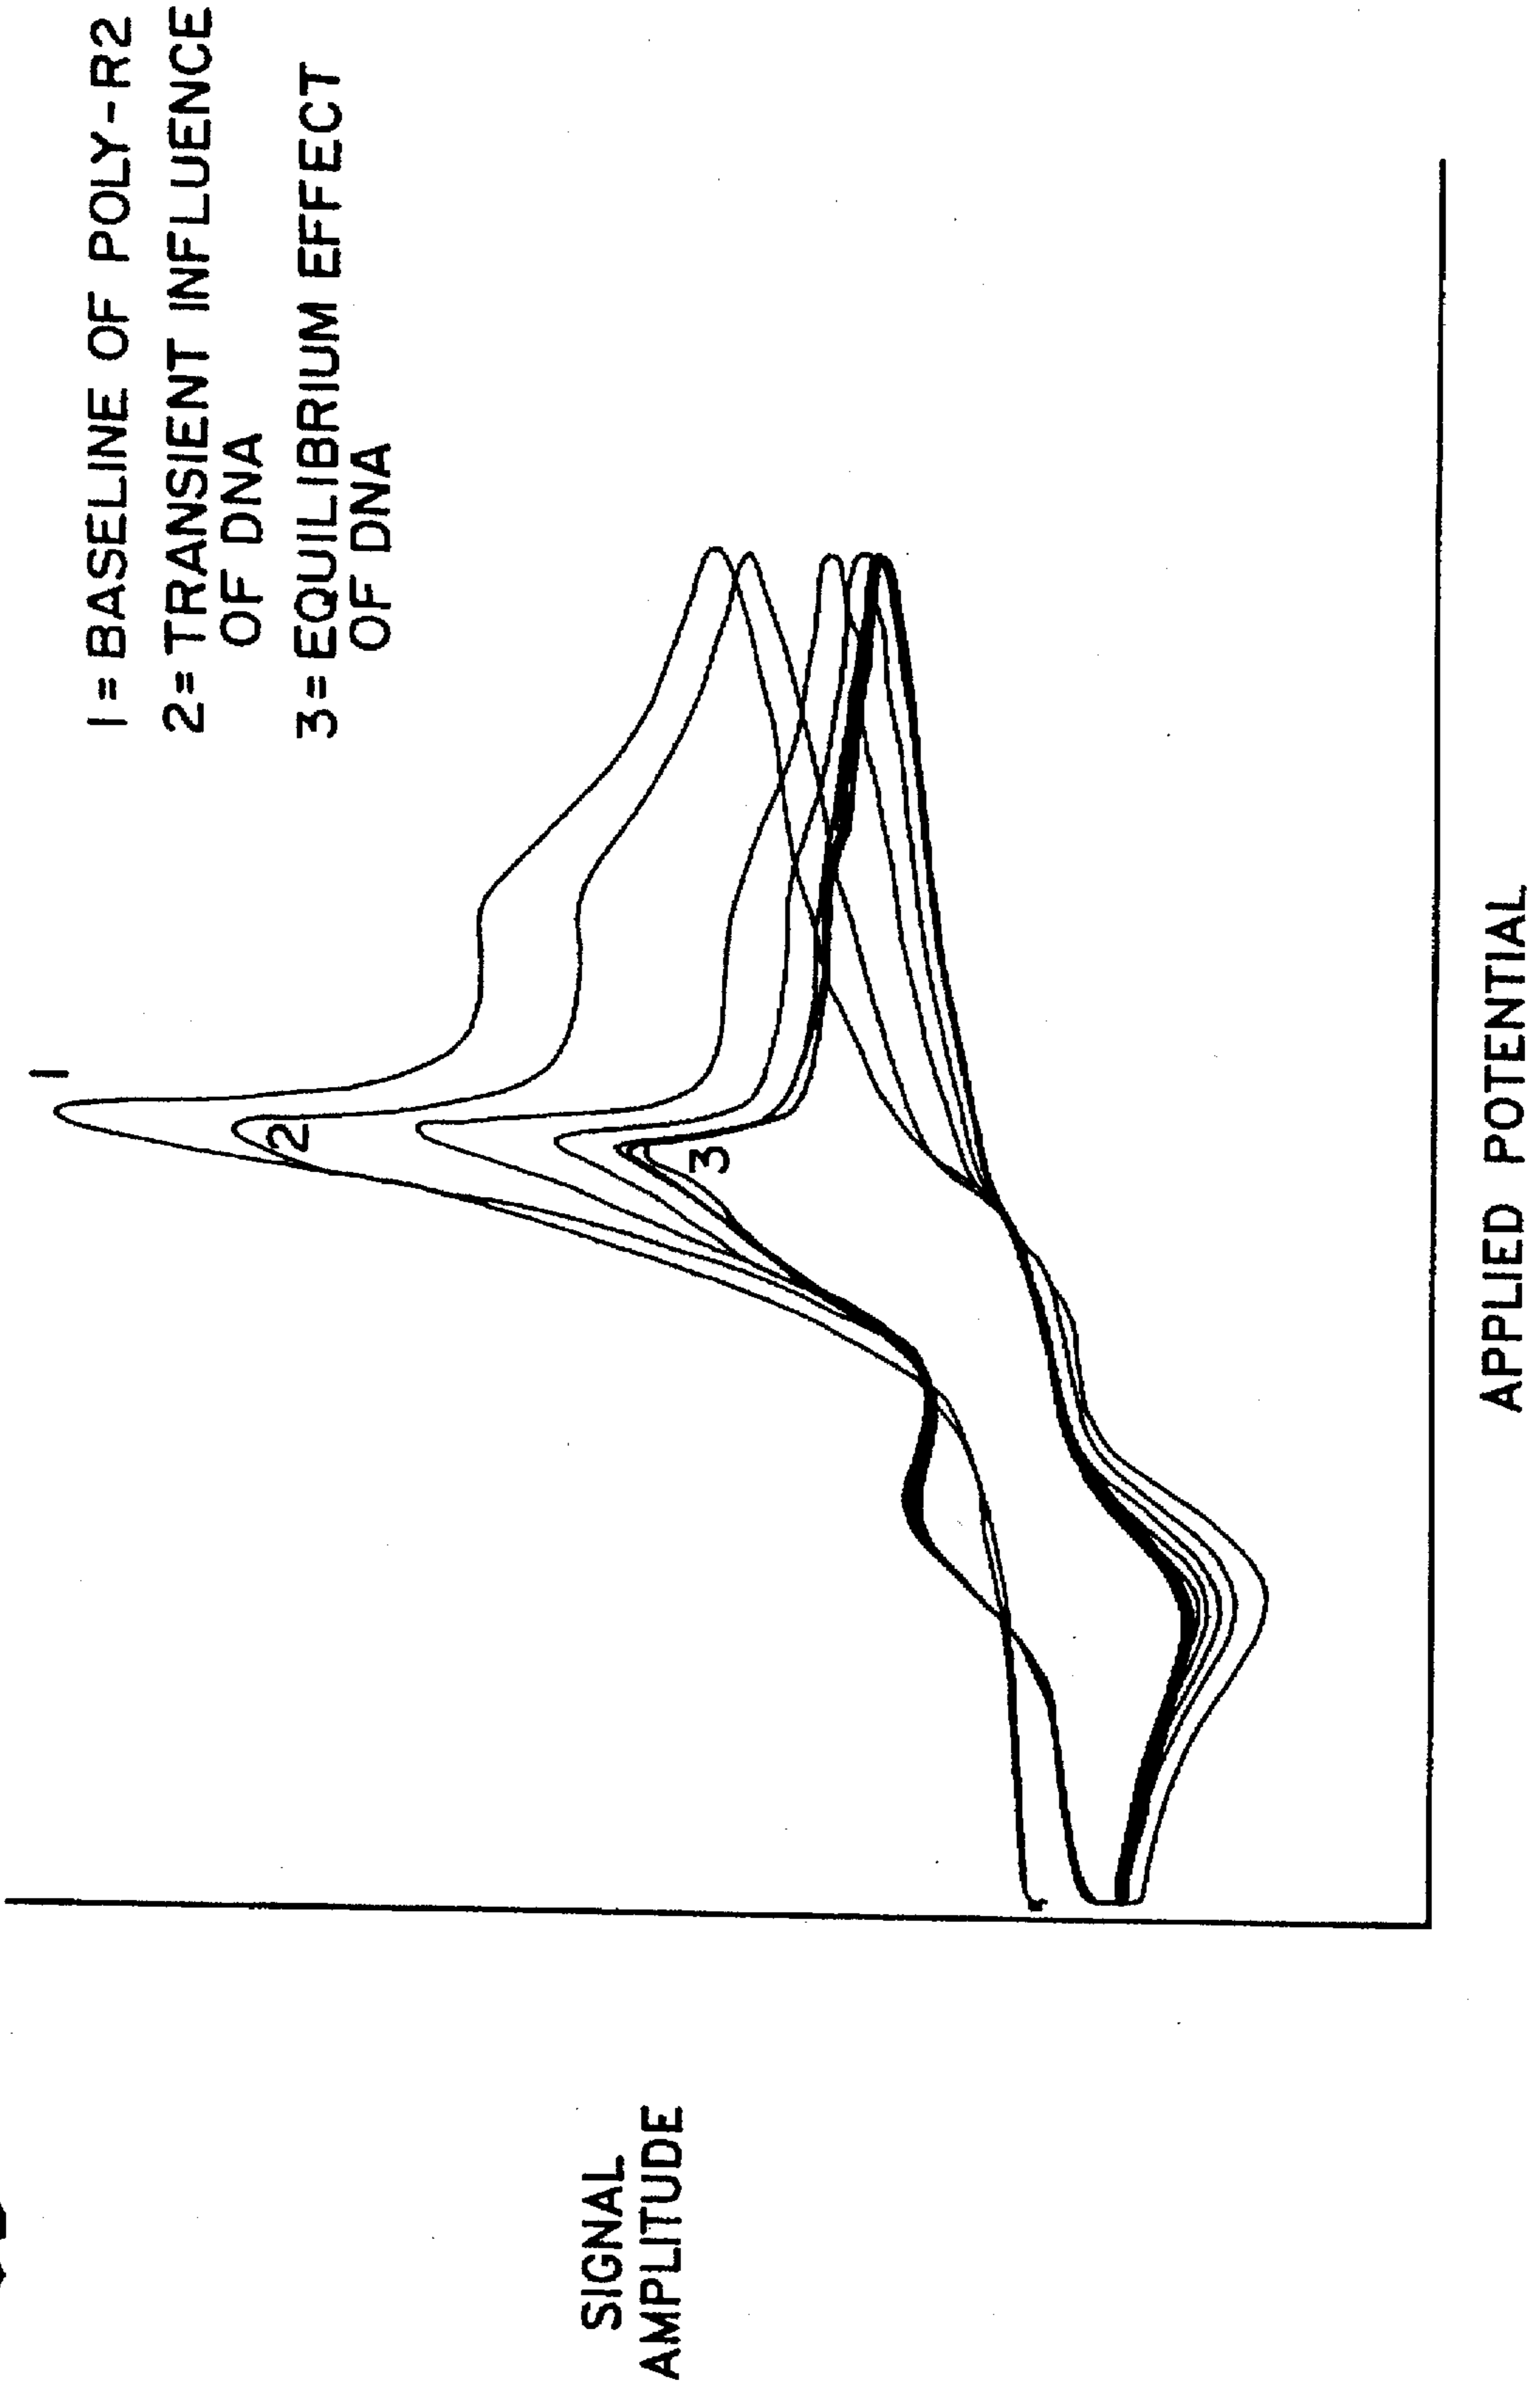 1 = BASELINE OF POLY-R2
2 = TRANSIENT INFLUENCE
OF DNA
3 = EQUILIBRIUM EFFECT
OF DNA
1
2
3
SIGNAL
AMPLITUDE
APPLIED POTENTIAL